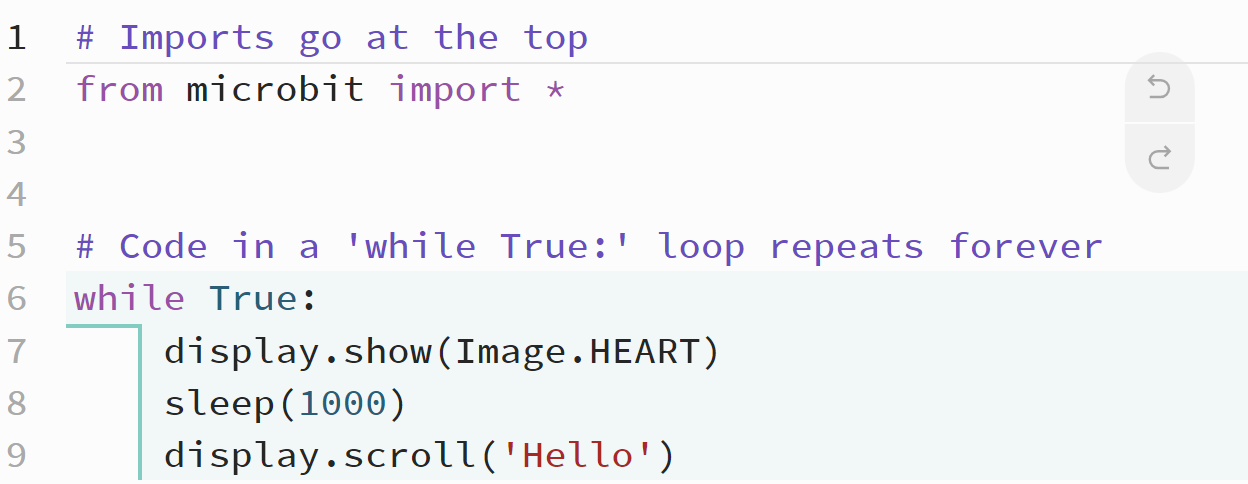 1 # Imports go at the top
2 from microbit import *
3
4
5 # Code in a 'while True:' loop repeats forever
6 while True:
7     display.show(Image.HEART)
8     sleep(1000)
9     display.scroll('Hello')